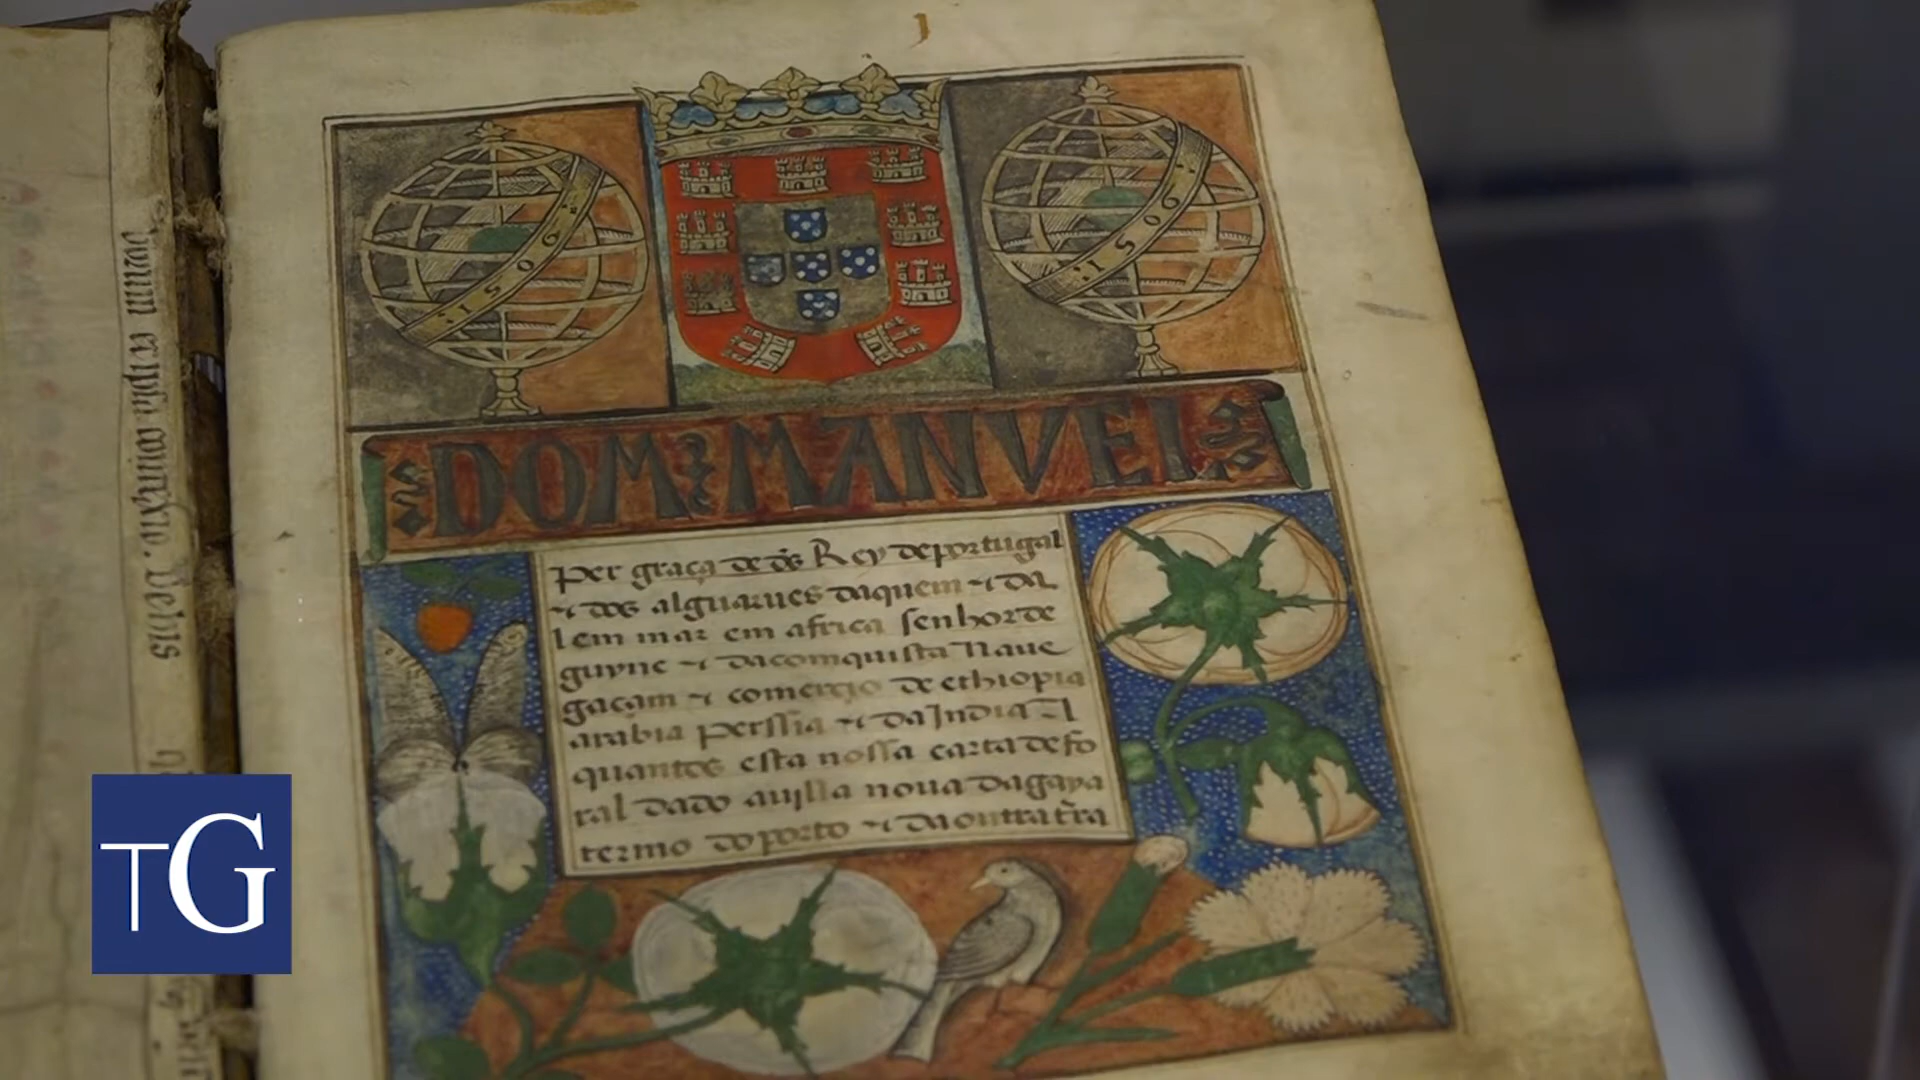 1506
1506
DOM MANVEL
Per graça de ds̃ Rey de portugal
⁊ dos alguarues daquem ⁊ da
lem mar em africa senhor de
guyne ⁊ da comquista naue
gaçam ⁊ comerçio de ethiopia
arabia perssia ⁊ da India A
quantos esta nossa carta de fo
ral dado a villa noua da gaya
termo do porto ⁊ da outra
TG